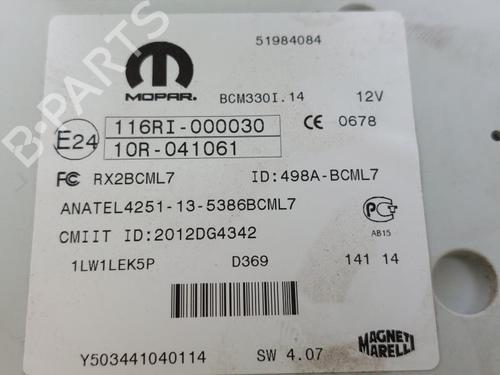 51984084
MOPAR.
BCM330I.14 12V
E24 116RI-000030 CE 0678
10R-041061
FC RX2BCML7 ID:498A-BCML7
ANATEL4251-13-5386BCML7
CMIIT ID:2012DG4342
AB15
1LW1LEK5P D369 141 14
MAGNETI
MARELLI
Y503441040114 SW 4.07
B-PARTS